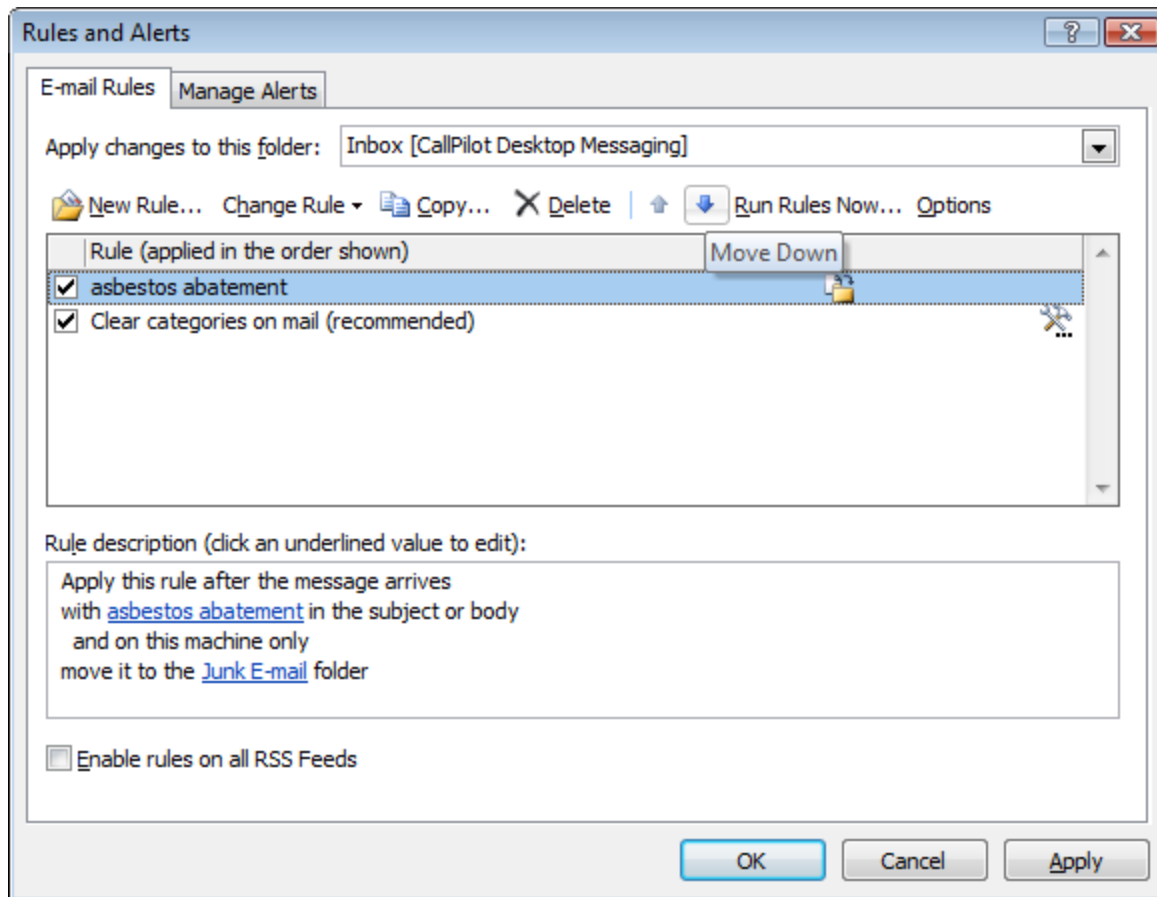 Rules and Alerts
E-mail Rules
Manage Alerts
Apply changes to this folder: Inbox [CallPilot Desktop Messaging]
New Rule... Change Rule Copy... Delete Run Rules Now... Options
Rule (applied in the order shown)
Move Down
asbestos abatement
Clear categories on mail (recommended)
Rule description (click an underlined value to edit):
Apply this rule after the message arrives
with asbestos abatement in the subject or body
and on this machine only
move it to the Junk E-mail folder
Enable rules on all RSS Feeds
OK Cancel Apply